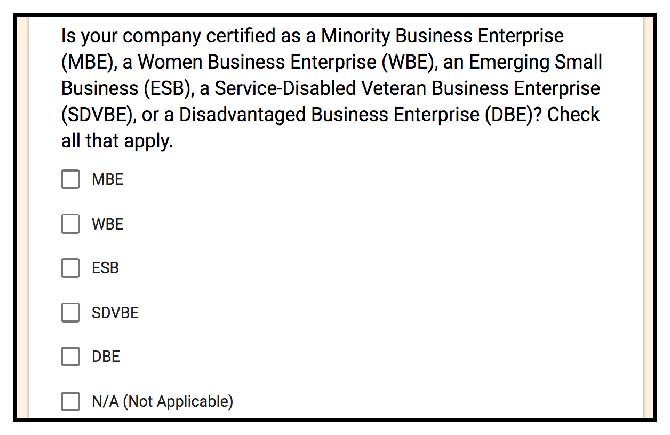 Is your company certified as a Minority Business Enterprise
(MBE), a Women Business Enterprise (WBE), an Emerging Small
Business (ESB), a Service-Disabled Veteran Business Enterprise
(SDVBE), or a Disadvantaged Business Enterprise (DBE)? Check
all that apply.
MBE
WBE
ESB
SDVBE
DBE
N/A (Not Applicable)